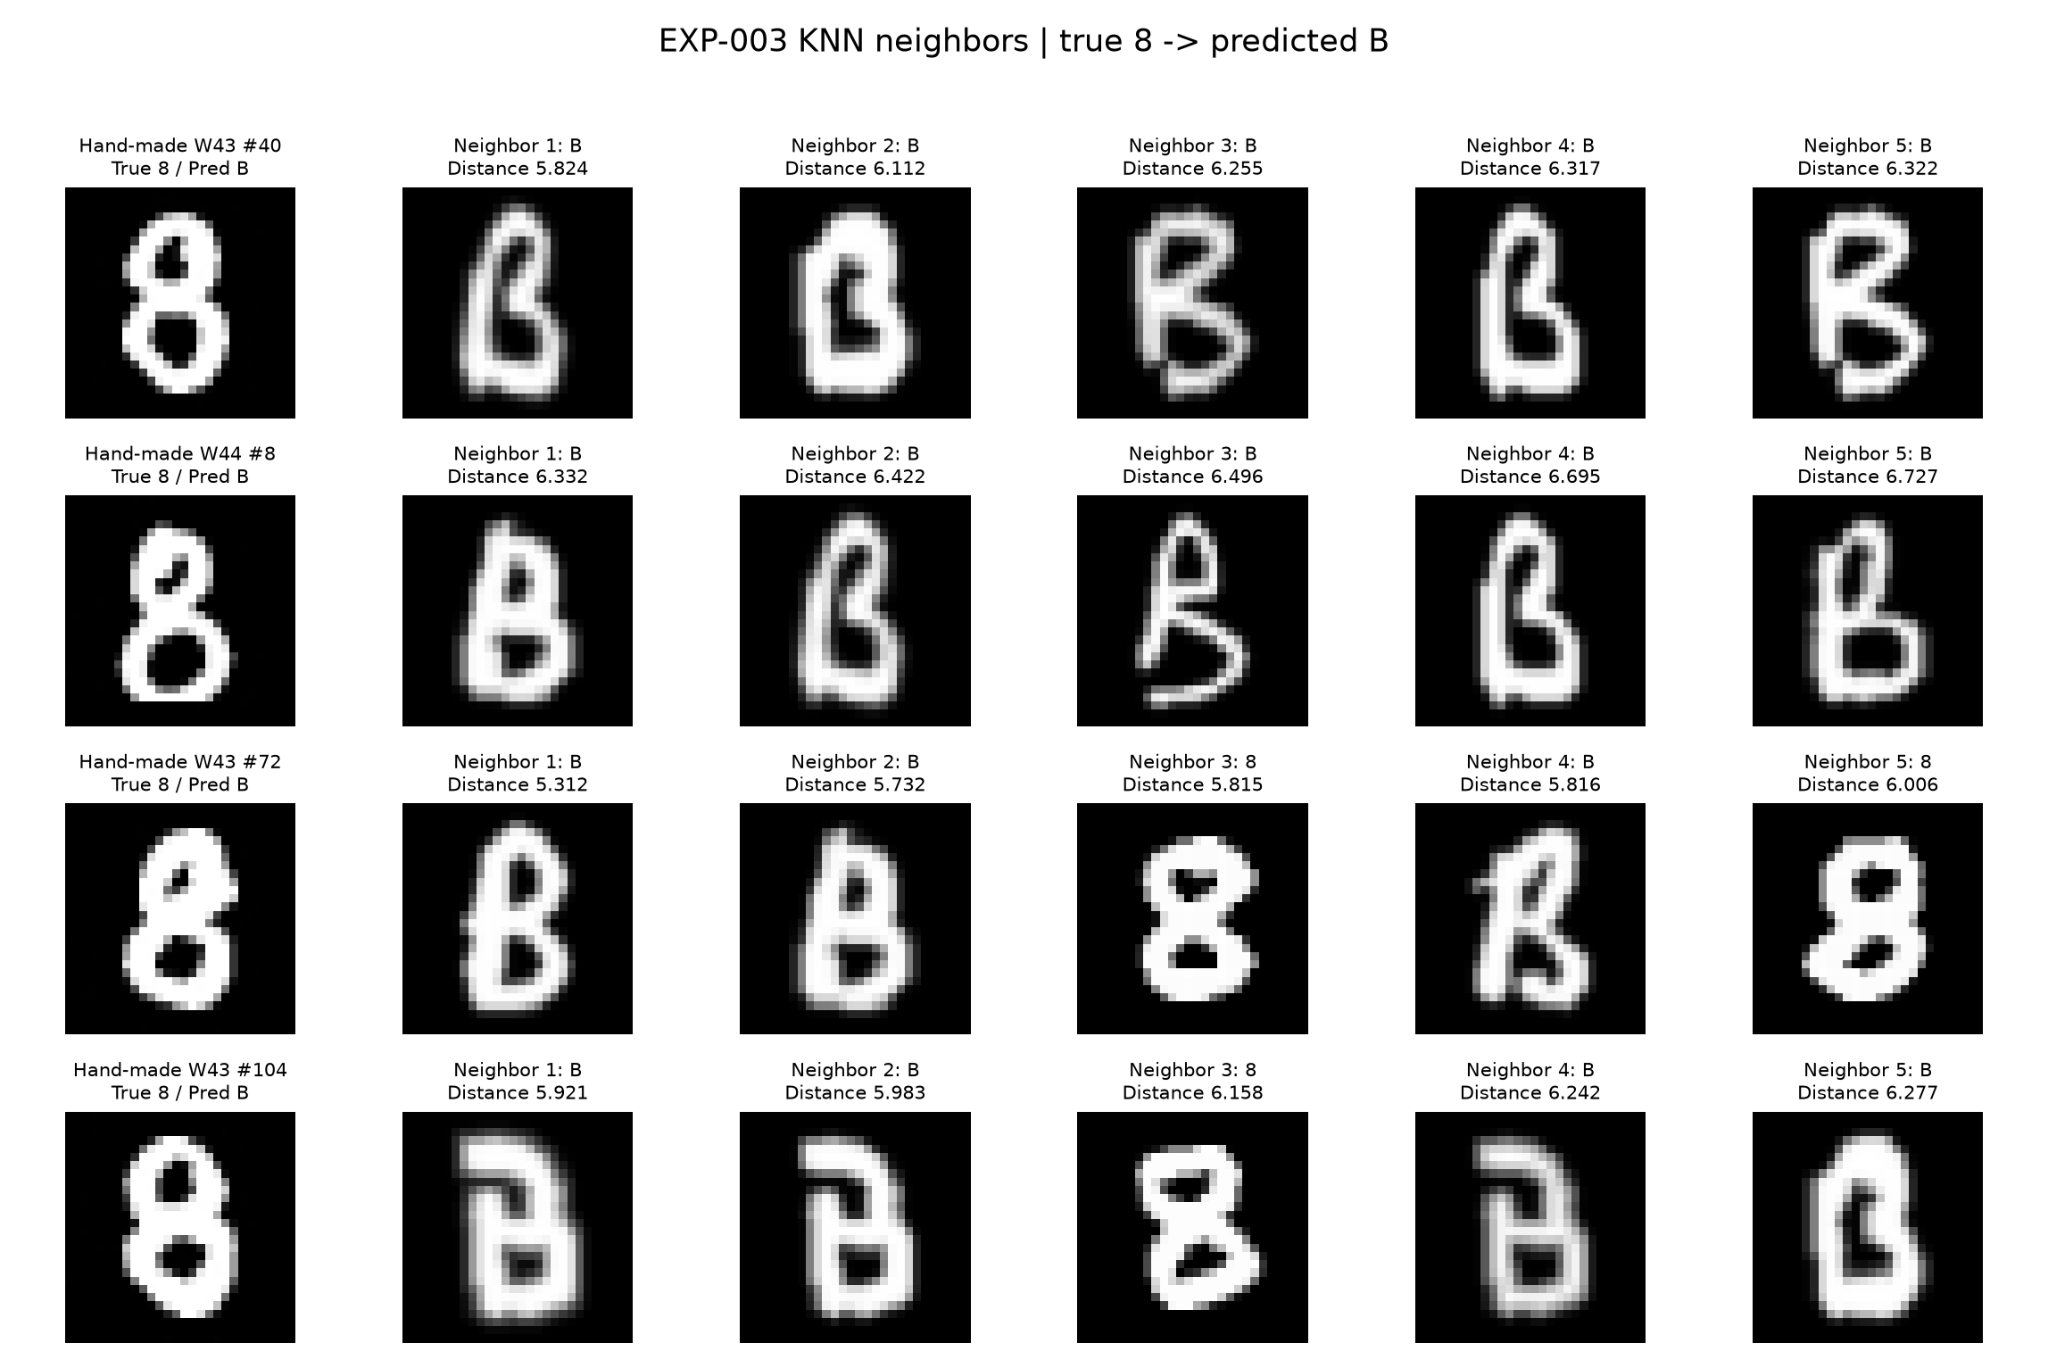 EXP-003 KNN neighbors | true 8 -> predicted B
Hand-made W43 #40
True 8 / Pred B
Neighbor 1: B
Distance 5.824
Neighbor 2: B
Distance 6.112
Neighbor 3: B
Distance 6.255
Neighbor 4: B
Distance 6.317
Neighbor 5: B
Distance 6.322
Hand-made W44 #8
True 8 / Pred B
Neighbor 1: B
Distance 6.332
Neighbor 2: B
Distance 6.422
Neighbor 3: B
Distance 6.496
Neighbor 4: B
Distance 6.695
Neighbor 5: B
Distance 6.727
Hand-made W43 #72
True 8 / Pred B
Neighbor 1: B
Distance 5.312
Neighbor 2: B
Distance 5.732
Neighbor 3: 8
Distance 5.815
Neighbor 4: B
Distance 5.816
Neighbor 5: 8
Distance 6.006
Hand-made W43 #104
True 8 / Pred B
Neighbor 1: B
Distance 5.921
Neighbor 2: B
Distance 5.983
Neighbor 3: 8
Distance 6.158
Neighbor 4: B
Distance 6.242
Neighbor 5: B
Distance 6.277